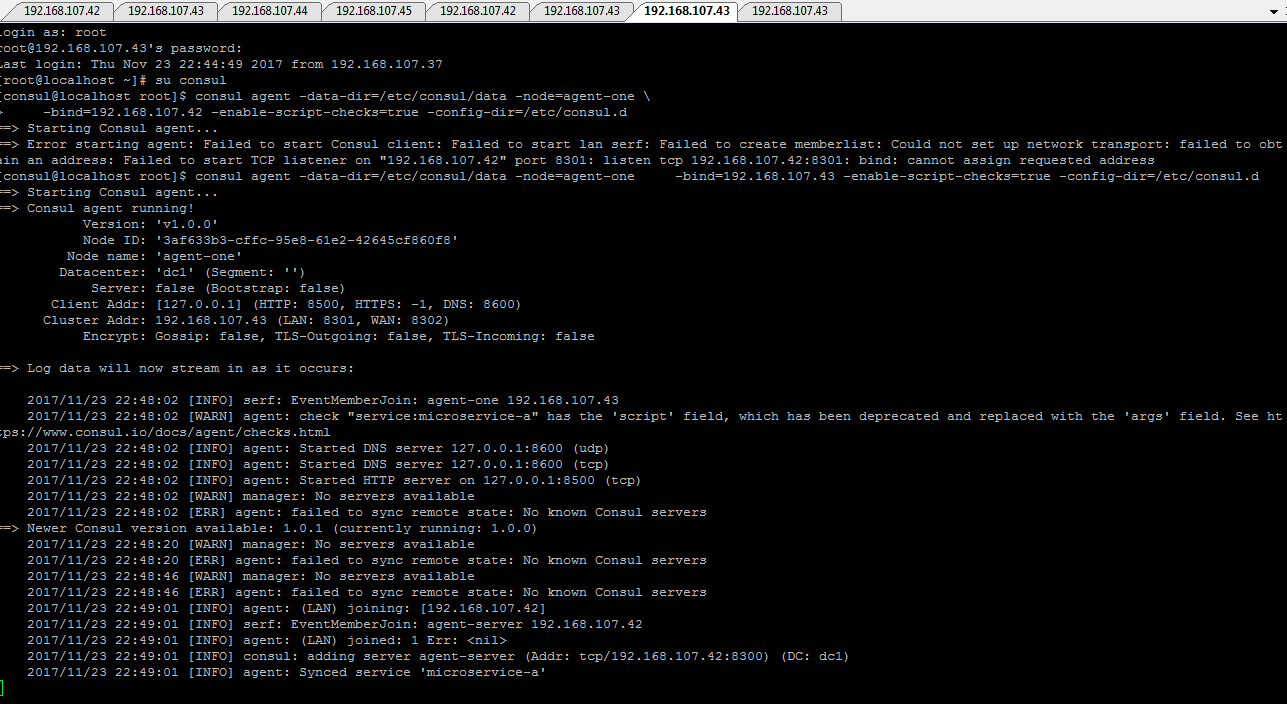 192.168.107.42 192.168.107.43 192.168.107.44 192.168.107.45 192.168.107.42 192.168.107.43 192.168.107.43 192.168.107.43
login as: root
root@192.168.107.43's password:
Last login: Thu Nov 23 22:44:49 2017 from 192.168.107.37
[root@localhost ~]# su consul
[consul@localhost root]$ consul agent -data-dir=/etc/consul/data -node=agent-one \
>     -bind=192.168.107.42 -enable-script-checks=true -config-dir=/etc/consul.d
==> Starting Consul agent...
==> Error starting agent: Failed to start Consul client: Failed to start lan serf: Failed to create memberlist: Could not set up network transport: failed to obt
ain an address: Failed to start TCP listener on "192.168.107.42" port 8301: listen tcp 192.168.107.42:8301: bind: cannot assign requested address
[consul@localhost root]$ consul agent -data-dir=/etc/consul/data -node=agent-one     -bind=192.168.107.43 -enable-script-checks=true -config-dir=/etc/consul.d
==> Starting Consul agent...
==> Consul agent running!
Version: 'v1.0.0'
Node ID: '3af633b3-cffc-95e8-61e2-42645cf860f8'
Node name: 'agent-one'
Datacenter: 'dc1' (Segment: '')
Server: false (Bootstrap: false)
Client Addr: [127.0.0.1] (HTTP: 8500, HTTPS: -1, DNS: 8600)
Cluster Addr: 192.168.107.43 (LAN: 8301, WAN: 8302)
Encrypt: Gossip: false, TLS-Outgoing: false, TLS-Incoming: false
==> Log data will now stream in as it occurs:
2017/11/23 22:48:02 [INFO] serf: EventMemberJoin: agent-one 192.168.107.43
2017/11/23 22:48:02 [WARN] agent: check "service:microservice-a" has the 'script' field, which has been deprecated and replaced with the 'args' field. See ht
tps://www.consul.io/docs/agent/checks.html
2017/11/23 22:48:02 [INFO] agent: Started DNS server 127.0.0.1:8600 (udp)
2017/11/23 22:48:02 [INFO] agent: Started DNS server 127.0.0.1:8600 (tcp)
2017/11/23 22:48:02 [INFO] agent: Started HTTP server on 127.0.0.1:8500 (tcp)
2017/11/23 22:48:02 [WARN] manager: No servers available
2017/11/23 22:48:02 [ERR] agent: failed to sync remote state: No known Consul servers
==> Newer Consul version available: 1.0.1 (currently running: 1.0.0)
2017/11/23 22:48:20 [WARN] manager: No servers available
2017/11/23 22:48:20 [ERR] agent: failed to sync remote state: No known Consul servers
2017/11/23 22:48:46 [WARN] manager: No servers available
2017/11/23 22:48:46 [ERR] agent: failed to sync remote state: No known Consul servers
2017/11/23 22:49:01 [INFO] agent: (LAN) joining: [192.168.107.42]
2017/11/23 22:49:01 [INFO] serf: EventMemberJoin: agent-server 192.168.107.42
2017/11/23 22:49:01 [INFO] agent: (LAN) joined: 1 Err: <nil>
2017/11/23 22:49:01 [INFO] consul: adding server agent-server (Addr: tcp/192.168.107.42:8300) (DC: dc1)
2017/11/23 22:49:01 [INFO] agent: Synced service 'microservice-a'